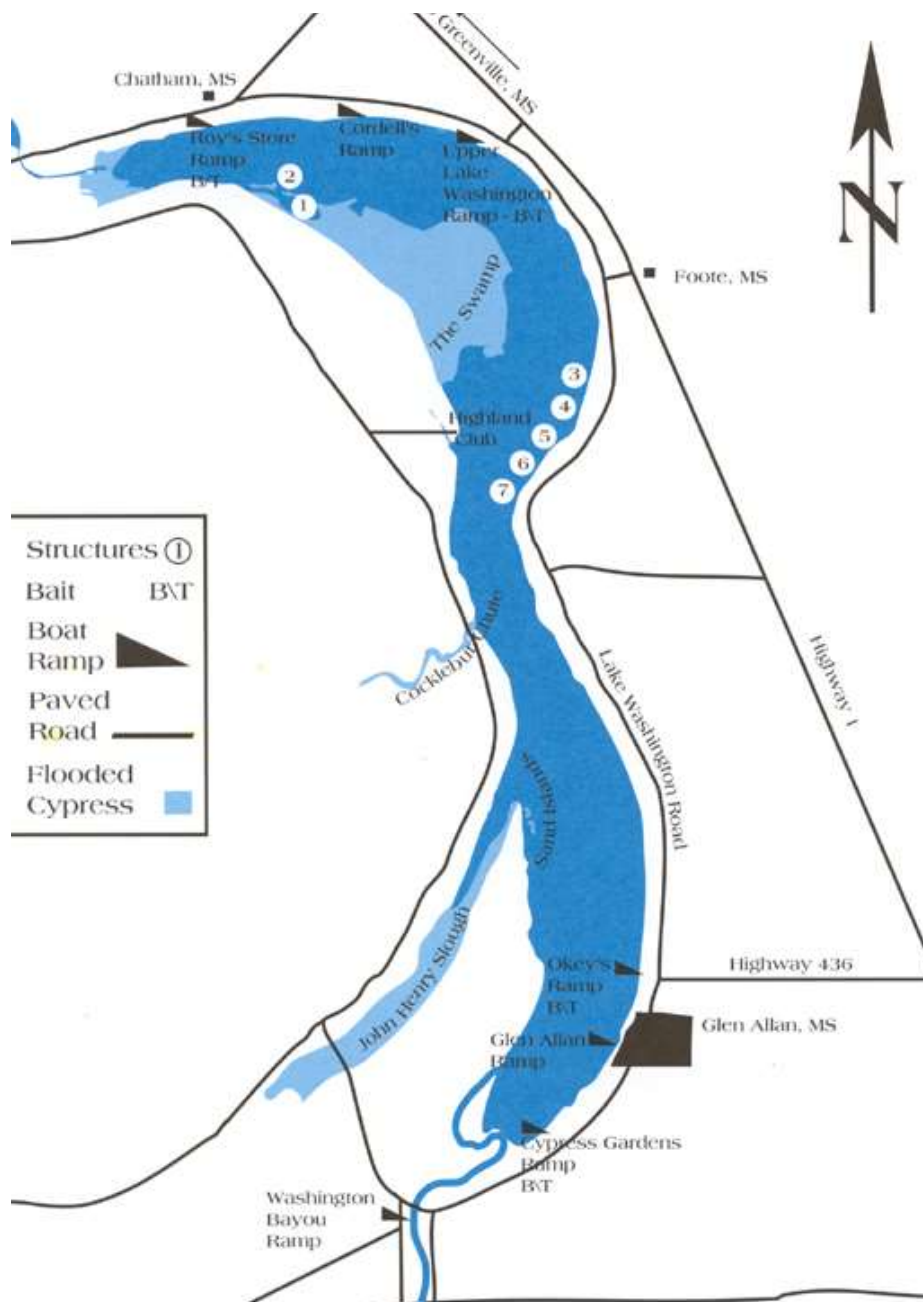 Greenville, MS
Chatham, MS
Roy's Store
Ramp
B/T
Cordell's
Ramp
Upper
Lake
Washington
Ramp - B\T
2
1
N
The Swamp
Foote, MS
3
4
5
6
7
Highland
Club
Structures 1
Bait B\T
Boat
Ramp
Paved
Road
Flooded
Cypress
Cocklebut Chute
Lake Washington Road
Highway 1
Sand Islands
John Henry Slough
Okey's
Ramp
B\T
Highway 436
Glen Allan, MS
Glen Allan
Ramp
Cypress Gardens
Ramp
B\T
Washington
Bayou
Ramp